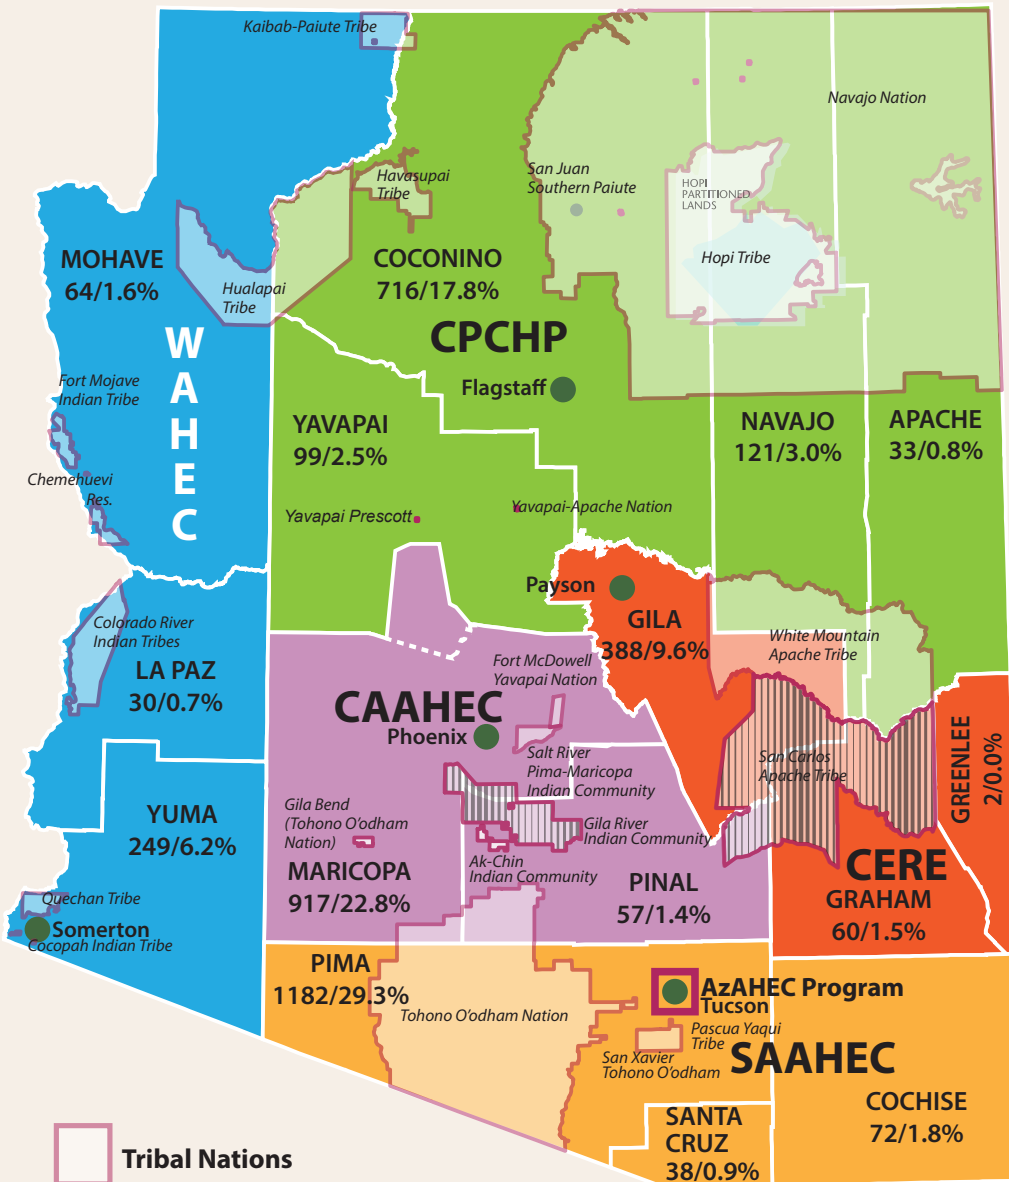 Kaibab-Paiute Tribe
Navajo Nation
Havasupai
Tribe
San Juan
Southern Paiute
HOPI
PARTITIONED
LANDS
Hopi Tribe
MOHAVE
64/1.6%
Hualapai
Tribe
COCONINO
716/17.8%
CPCHP
Flagstaff
W
A
H
E
C
Fort Mojave
Indian Tribe
Chemehuevi
Res.
YAVAPAI
99/2.5%
NAVAJO
121/3.0%
APACHE
33/0.8%
Yavapai Prescott
Yavapai-Apache Nation
Payson
GILA
388/9.6%
White Mountain
Apache Tribe
Colorado River
Indian Tribes
LA PAZ
30/0.7%
Fort McDowell
Yavapai Nation
CAAHEC
Phoenix
Salt River
Pima-Maricopa
Indian Community
San Carlos
Apache Tribe
GREENLEE
2/0.0%
YUMA
249/6.2%
Gila Bend
(Tohono O'odham
Nation)
Gila River
Indian Community
Ak-Chin
Indian Community
MARICOPA
917/22.8%
PINAL
57/1.4%
CERE
GRAHAM
60/1.5%
Quechan Tribe
Somerton
Cocopah Indian Tribe
PIMA
1182/29.3%
Tohono O'odham Nation
AzAHEC Program
Tucson
Pascua Yaqui
Tribe
San Xavier
Tohono O'odham
SAAHEC
COCHISE
72/1.8%
SANTA
CRUZ
38/0.9%
Tribal Nations